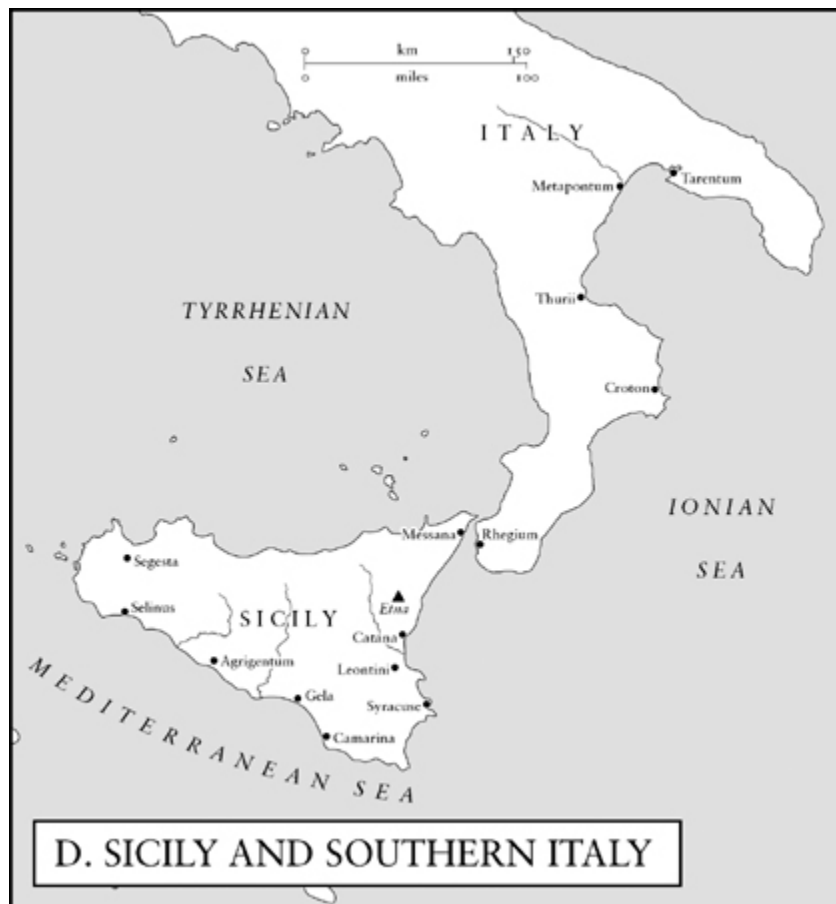 0 km 150
0 miles 100
ITALY
Metapontum
Tarentum
Thurii
TYRRHENIAN
SEA
Croton
IONIAN
SEA
Messana
Rhegium
Segesta
Etna
Selinus
SICILY
Catana
Agrigentum
Leontini
Gela
Syracuse
Camarina
MEDITERRANEAN SEA
D. SICILY AND SOUTHERN ITALY